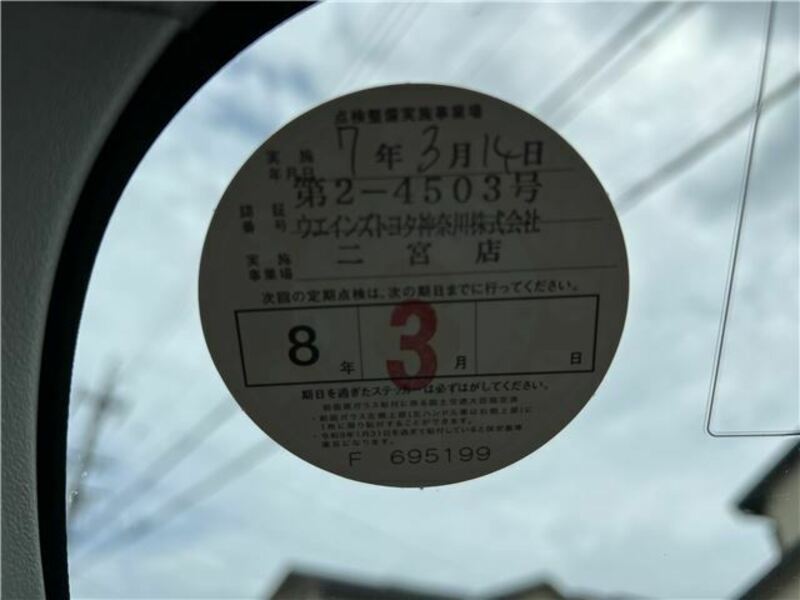 点検整備実施事業場
実施年月日 7年3月14日
認証番号 第2-4503号
ウエインズトヨタ神奈川株式会社
実施事業場 二宮店
次回の定期点検は、次の期日までに行ってください。
8年 3月 日
期日を過ぎたステッカーは必ずはがしてください。
F 695199